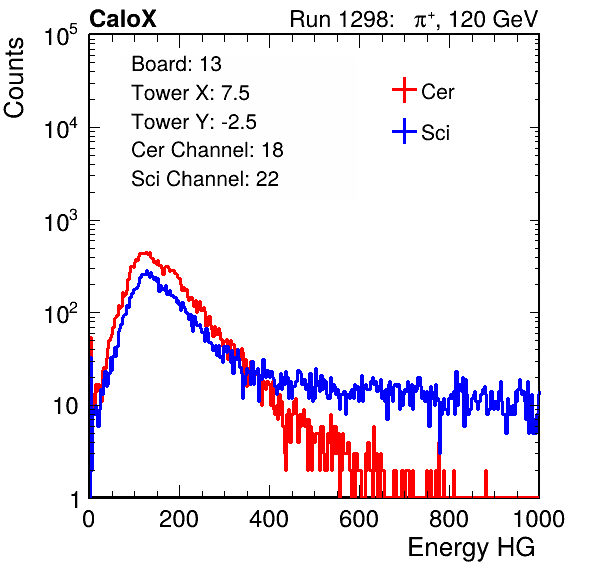 CaloX Run 1298: π⁺, 120 GeV
Counts
10⁵
10⁴
10³
10²
10
1
Board: 13
Tower X: 7.5
Tower Y: -2.5
Cer Channel: 18
Sci Channel: 22
Cer
Sci
0 200 400 600 800 1000
Energy HG